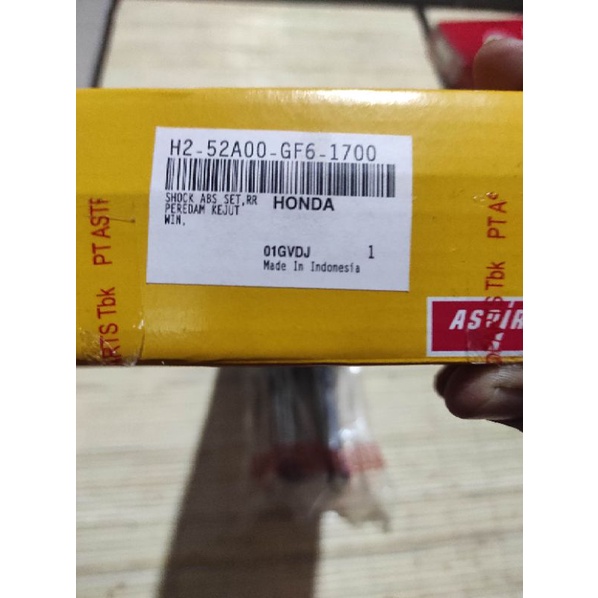 H2-52A00-GF6-1700
SHOCK ABS SET,RR HONDA
PEREDAM KEJUT
WIN.
01GVDJ 1
Made In Indonesia
RTS Tbk PT ASTR
S Tbk PT AS
ASPIR